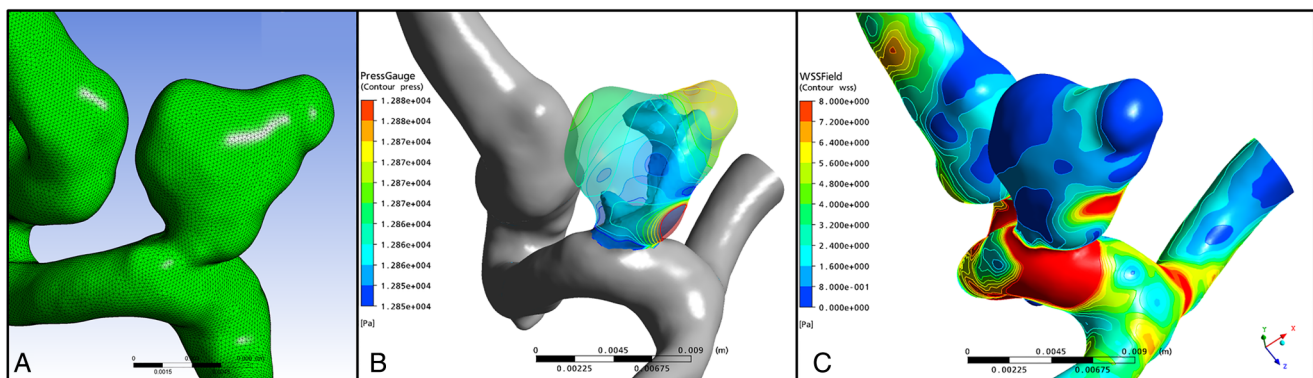 A
0
0.0015
B
PressGauge
(Contour press)
1.288e+004
1.288e+004
1.287e+004
1.287e+004
1.287e+004
1.287e+004
1.286e+004
1.286e+004
1.286e+004
1.285e+004
1.285e+004
[Pa]
0
0.0045
0.009
(m)
0.00225
0.00675
C
WSSField
(Contour wss)
8.000e+000
7.200e+000
6.400e+000
5.600e+000
4.800e+000
4.000e+000
3.200e+000
2.400e+000
1.600e+000
8.000e-001
0.000e+000
[Pa]
0
0.0045
0.009
(m)
0.00225
0.00675
Y
X
Z